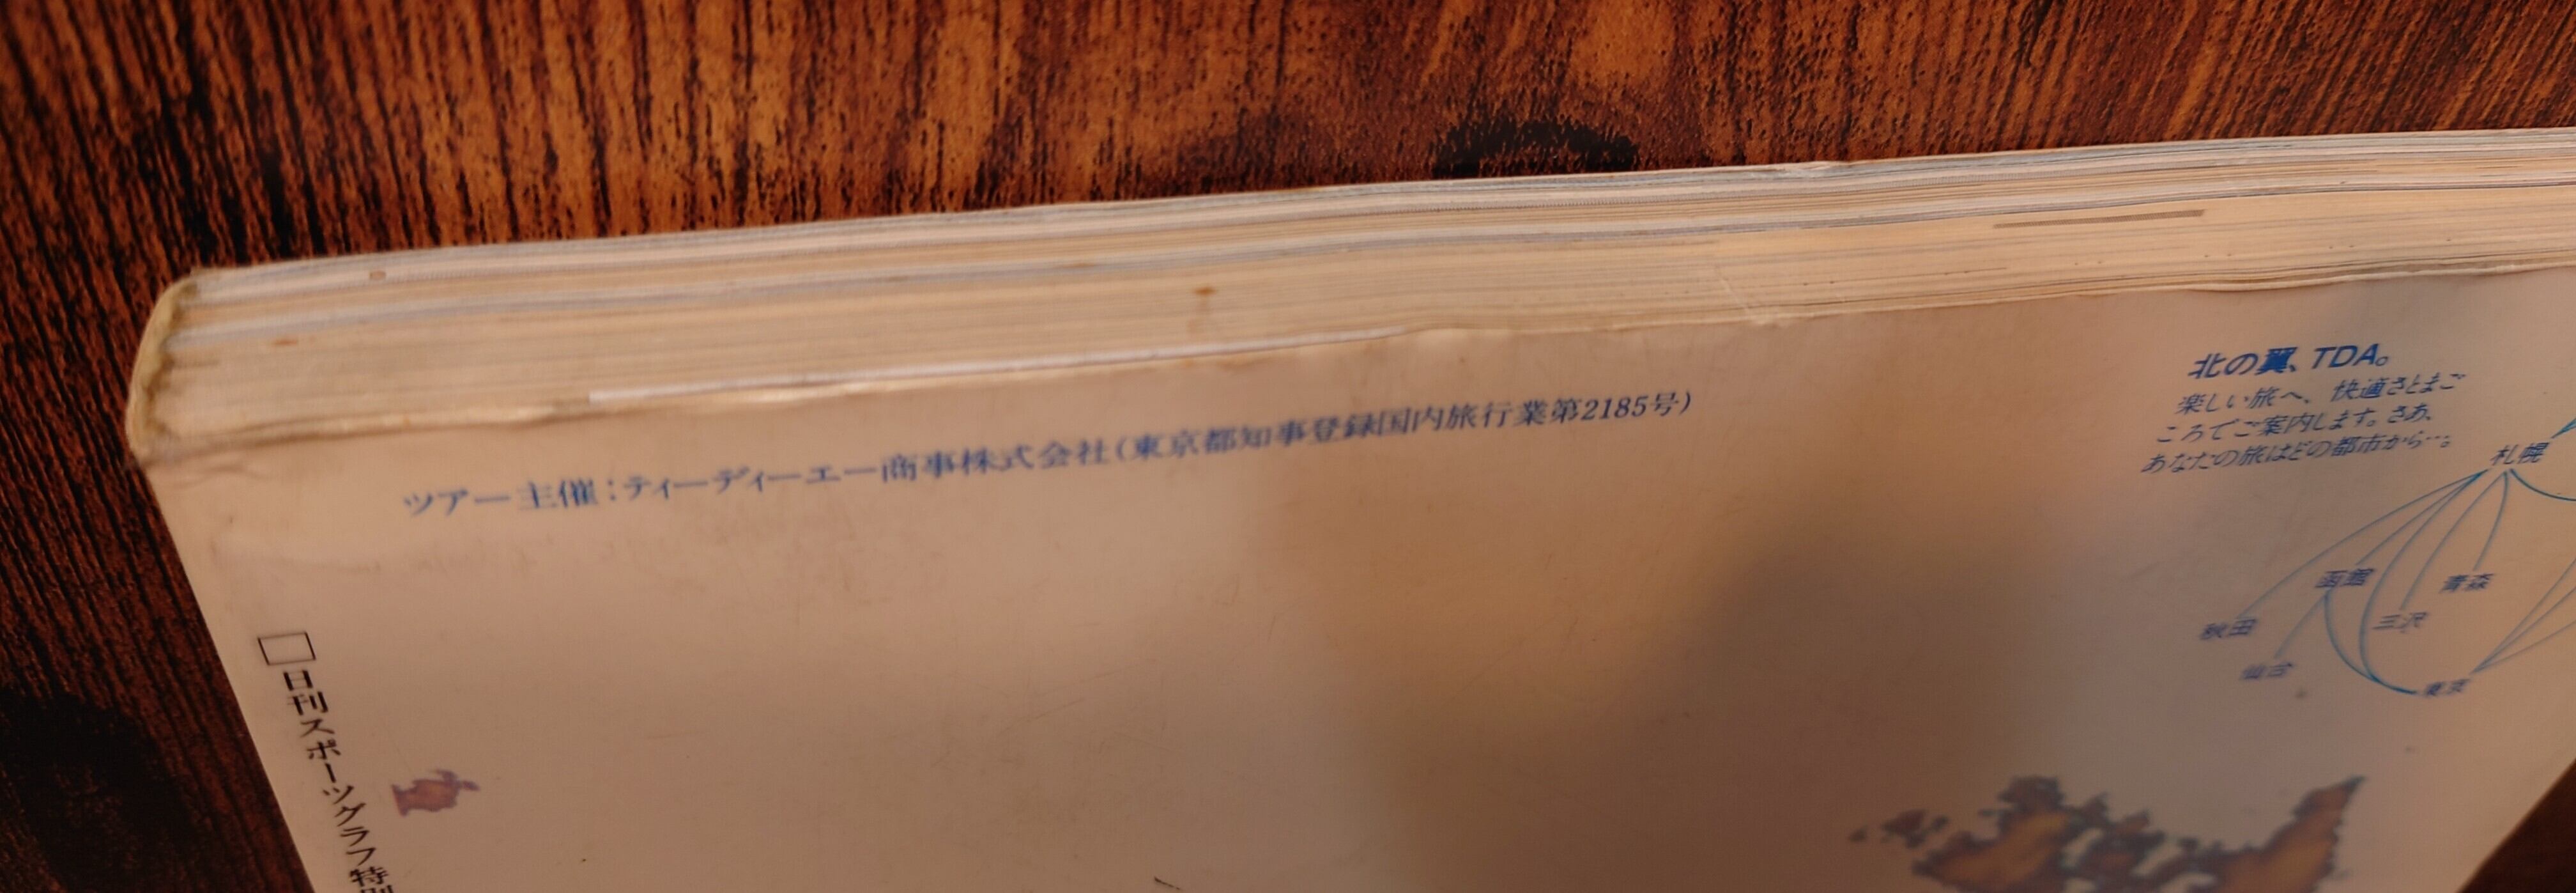 ツアー主催：ティーディーエー商事株式会社（東京都知事登録国内旅行業第2185号）
北の翼、TDA。
楽しい旅へ、快適さとまご
ころでご案内します。さあ、
あなたの旅はどの都市から…。
札幌
函館
青森
三沢
秋田
仙台
東京
□日刊スポーツグラフ特別